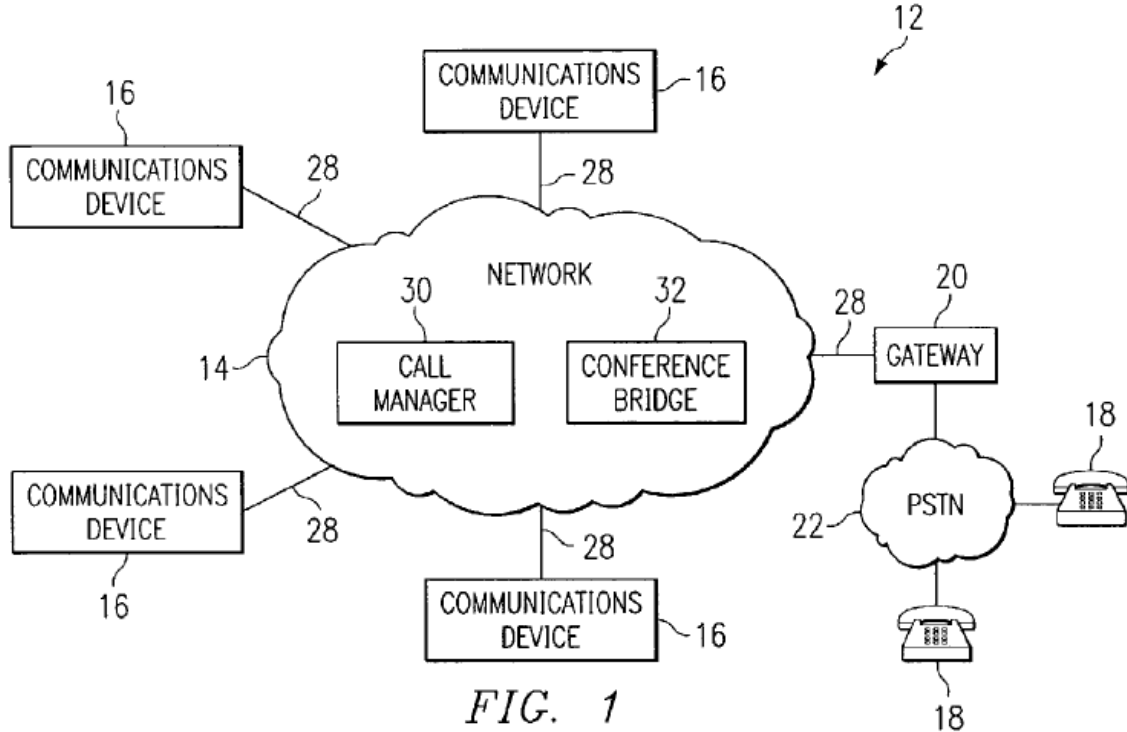 12
16
COMMUNICATIONS
DEVICE
16
COMMUNICATIONS
DEVICE
28
28
NETWORK
30
CALL
MANAGER
32
CONFERENCE
BRIDGE
14
28
20
GATEWAY
18
PSTN
22
18
COMMUNICATIONS
DEVICE
28
16
28
COMMUNICATIONS
DEVICE
16
FIG. 1